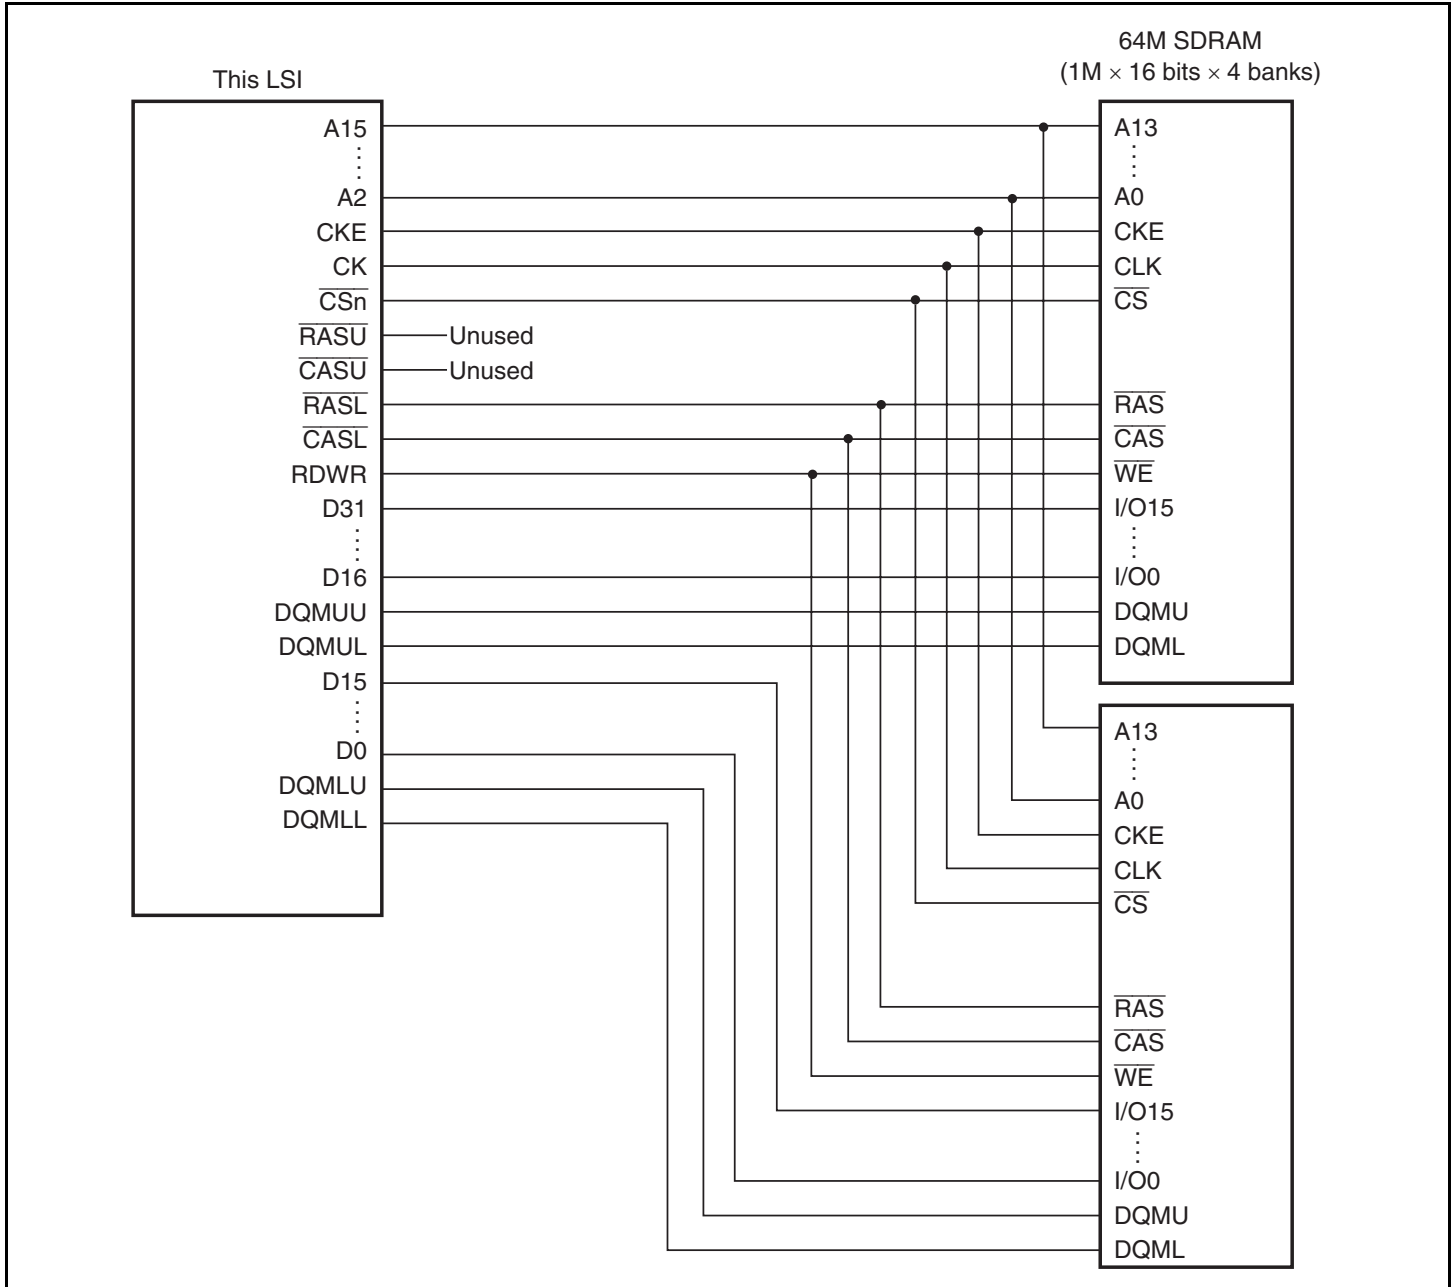 This LSI
A15
A2
CKE
CK
CSn
RASU
CASU
RASL
CASL
RDWR
D31
D16
DQMUU
DQMUL
D15
D0
DQMLU
DQMLL
Unused
Unused
64M SDRAM
(1M × 16 bits × 4 banks)
A13
A0
CKE
CLK
CS
RAS
CAS
WE
I/O15
I/O0
DQMU
DQML
A13
A0
CKE
CLK
CS
RAS
CAS
WE
I/O15
I/O0
DQMU
DQML